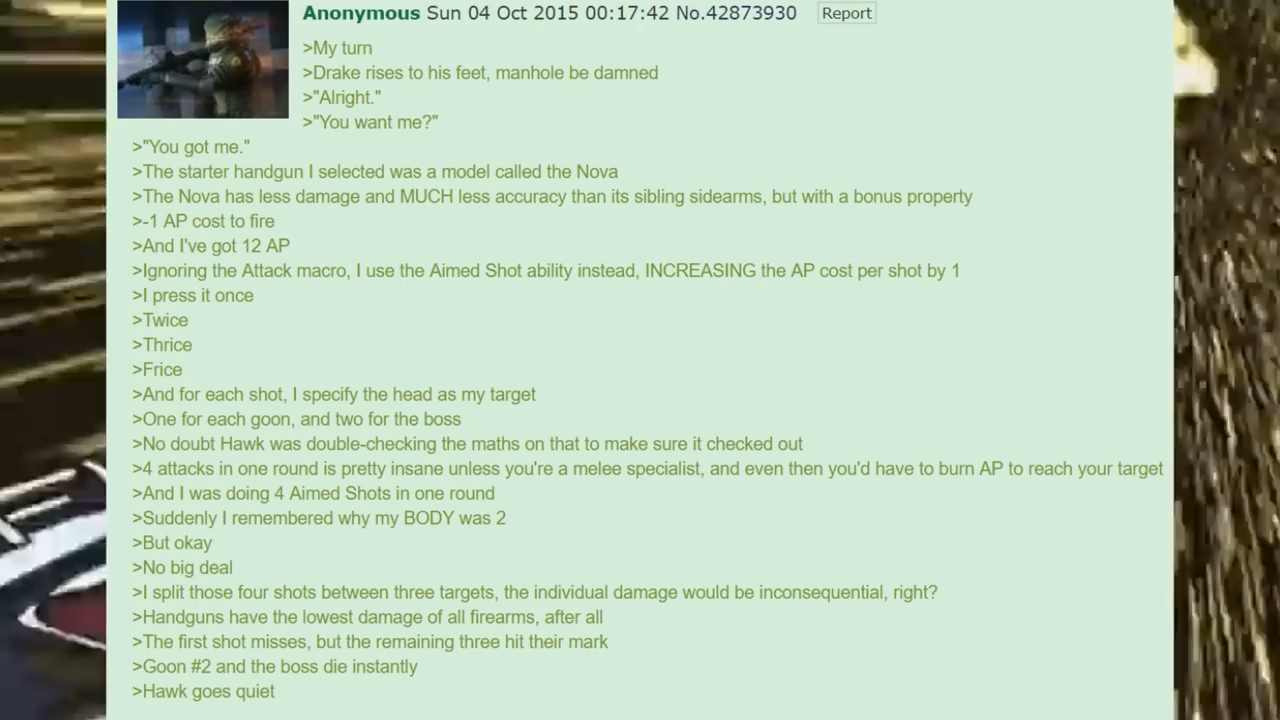 Anonymous Sun 04 Oct 2015 00:17:42 No.42873930 Report
>My turn
>Drake rises to his feet, manhole be damned
>"Alright."
>"You want me?"
>"You got me."
>The starter handgun I selected was a model called the Nova
>The Nova has less damage and MUCH less accuracy than its sibling sidearms, but with a bonus property
>-1 AP cost to fire
>And I've got 12 AP
>Ignoring the Attack macro, I use the Aimed Shot ability instead, INCREASING the AP cost per shot by 1
>I press it once
>Twice
>Thrice
>Frice
>And for each shot, I specify the head as my target
>One for each goon, and two for the boss
>No doubt Hawk was double-checking the maths on that to make sure it checked out
>4 attacks in one round is pretty insane unless you're a melee specialist, and even then you'd have to burn AP to reach your target
>And I was doing 4 Aimed Shots in one round
>Suddenly I remembered why my BODY was 2
>But okay
>No big deal
>I split those four shots between three targets, the individual damage would be inconsequential, right?
>Handguns have the lowest damage of all firearms, after all
>The first shot misses, but the remaining three hit their mark
>Goon #2 and the boss die instantly
>Hawk goes quiet